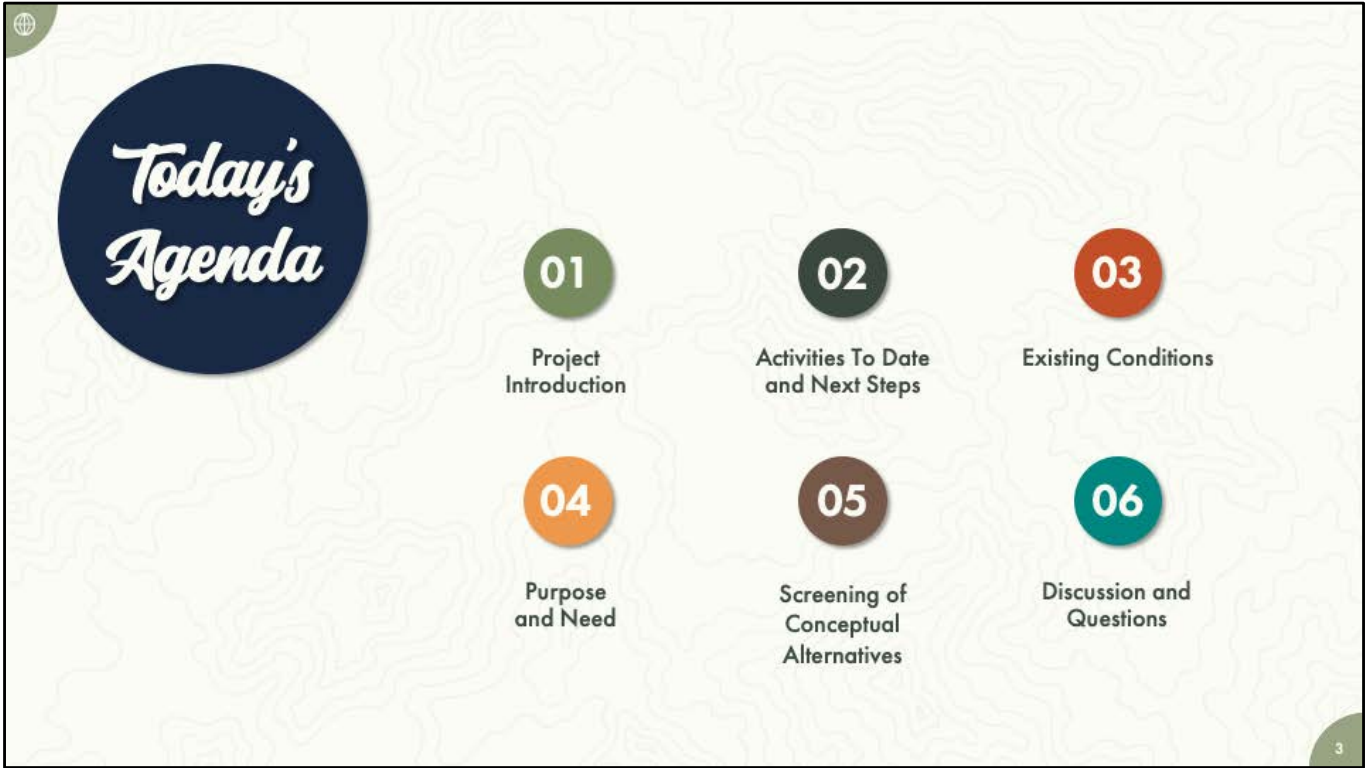 Today's
Agenda
01
Project
Introduction
02
Activities To Date
and Next Steps
03
Existing Conditions
04
Purpose
and Need
05
Screening of
Conceptual
Alternatives
06
Discussion and
Questions
3